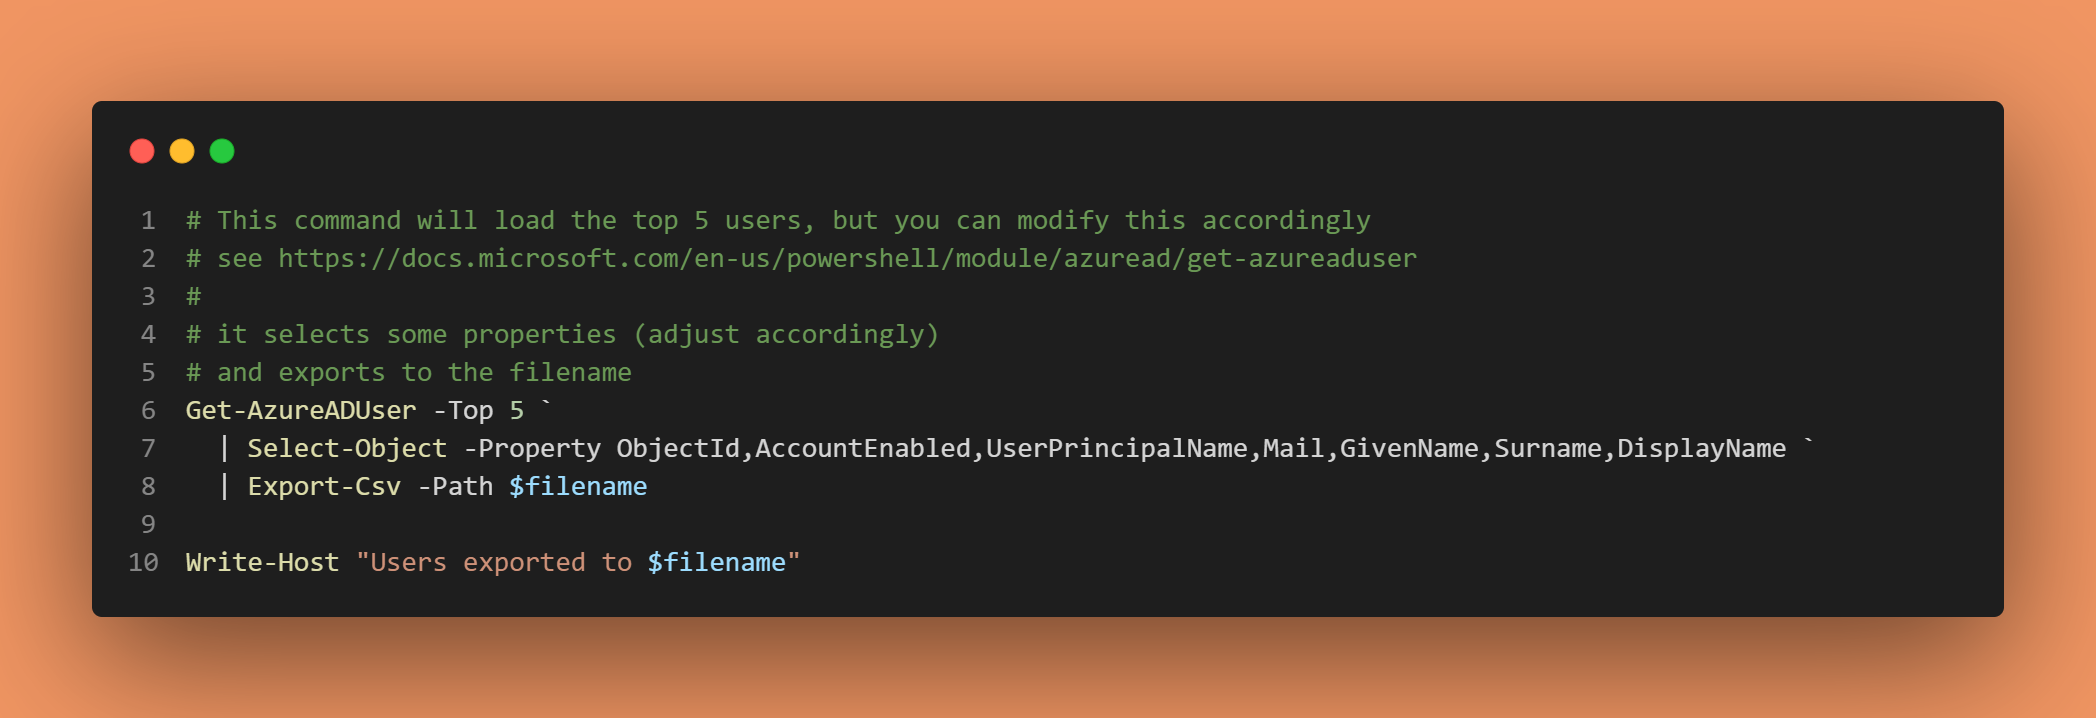 1 # This command will load the top 5 users, but you can modify this accordingly
2 # see https://docs.microsoft.com/en-us/powershell/module/azuread/get-azureaduser
3 #
4 # it selects some properties (adjust accordingly)
5 # and exports to the filename
6 Get-AzureADUser -Top 5 `
7   | Select-Object -Property ObjectId,AccountEnabled,UserPrincipalName,Mail,GivenName,Surname,DisplayName `
8   | Export-Csv -Path $filename
9
10 Write-Host "Users exported to $filename"